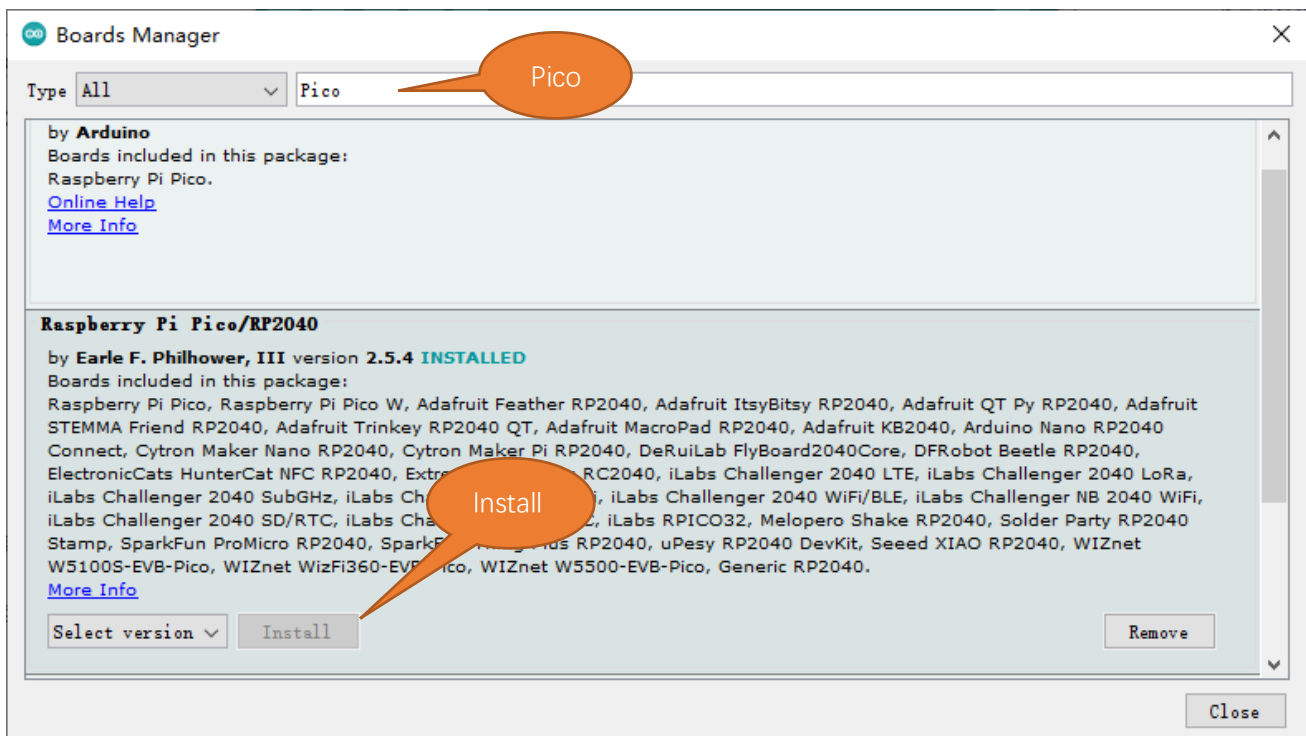 Boards Manager
Type All Pico
Pico
by Arduino
Boards included in this package:
Raspberry Pi Pico.
Online Help
More Info
Raspberry Pi Pico/RP2040
by Earle F. Philhower, III version 2.5.4 INSTALLED
Boards included in this package:
Raspberry Pi Pico, Raspberry Pi Pico W, Adafruit Feather RP2040, Adafruit ItsyBitsy RP2040, Adafruit QT Py RP2040, Adafruit
STEMMA Friend RP2040, Adafruit Trinkey RP2040 QT, Adafruit MacroPad RP2040, Adafruit KB2040, Arduino Nano RP2040
Connect, Cytron Maker Nano RP2040, Cytron Maker Pi RP2040, DeRuiLab FlyBoard2040Core, DFRobot Beetle RP2040,
ElectronicCats HunterCat NFC RP2040, RC2040, iLabs Challenger 2040 LTE, iLabs Challenger 2040 LoRa,
iLabs Challenger 2040 SubGHz, iLabs iLabs Challenger 2040 WiFi/BLE, iLabs Challenger NB 2040 WiFi,
iLabs Challenger 2040 SD/RTC, iLabs iLabs RPICO32, Melopero Shake RP2040, Solder Party RP2040
Stamp, SparkFun ProMicro RP2040, RP2040, uPesy RP2040 DevKit, Seeed XIAO RP2040, WIZnet
W5100S-EVB-Pico, WIZnet WizFi360-EVB-Pico, WIZnet W5500-EVB-Pico, Generic RP2040.
More Info
Install
Select version Install Remove
Close